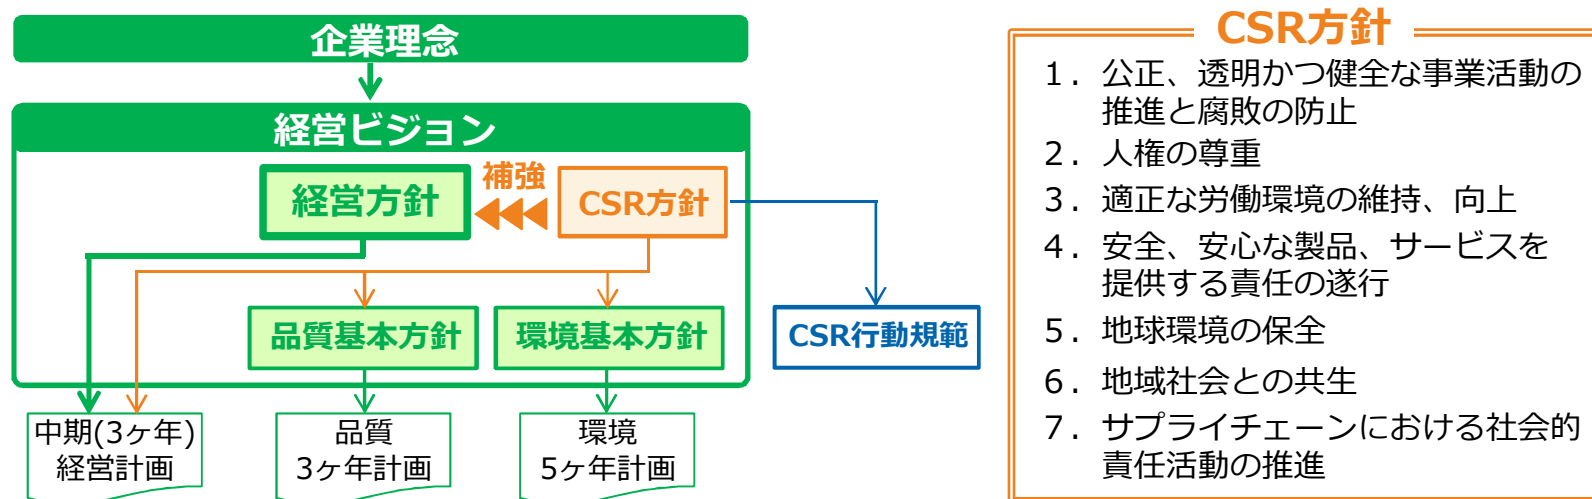 企業理念
経営ビジョン
経営方針
補強
CSR方針
品質基本方針
環境基本方針
CSR行動規範
中期(3ヶ年)
経営計画
品質
3ヶ年計画
環境
5ヶ年計画
CSR方針
1．公正、透明かつ健全な事業活動の
推進と腐敗の防止
2．人権の尊重
3．適正な労働環境の維持、向上
4．安全、安心な製品、サービスを
提供する責任の遂行
5．地球環境の保全
6．地域社会との共生
7．サプライチェーンにおける社会的
責任活動の推進